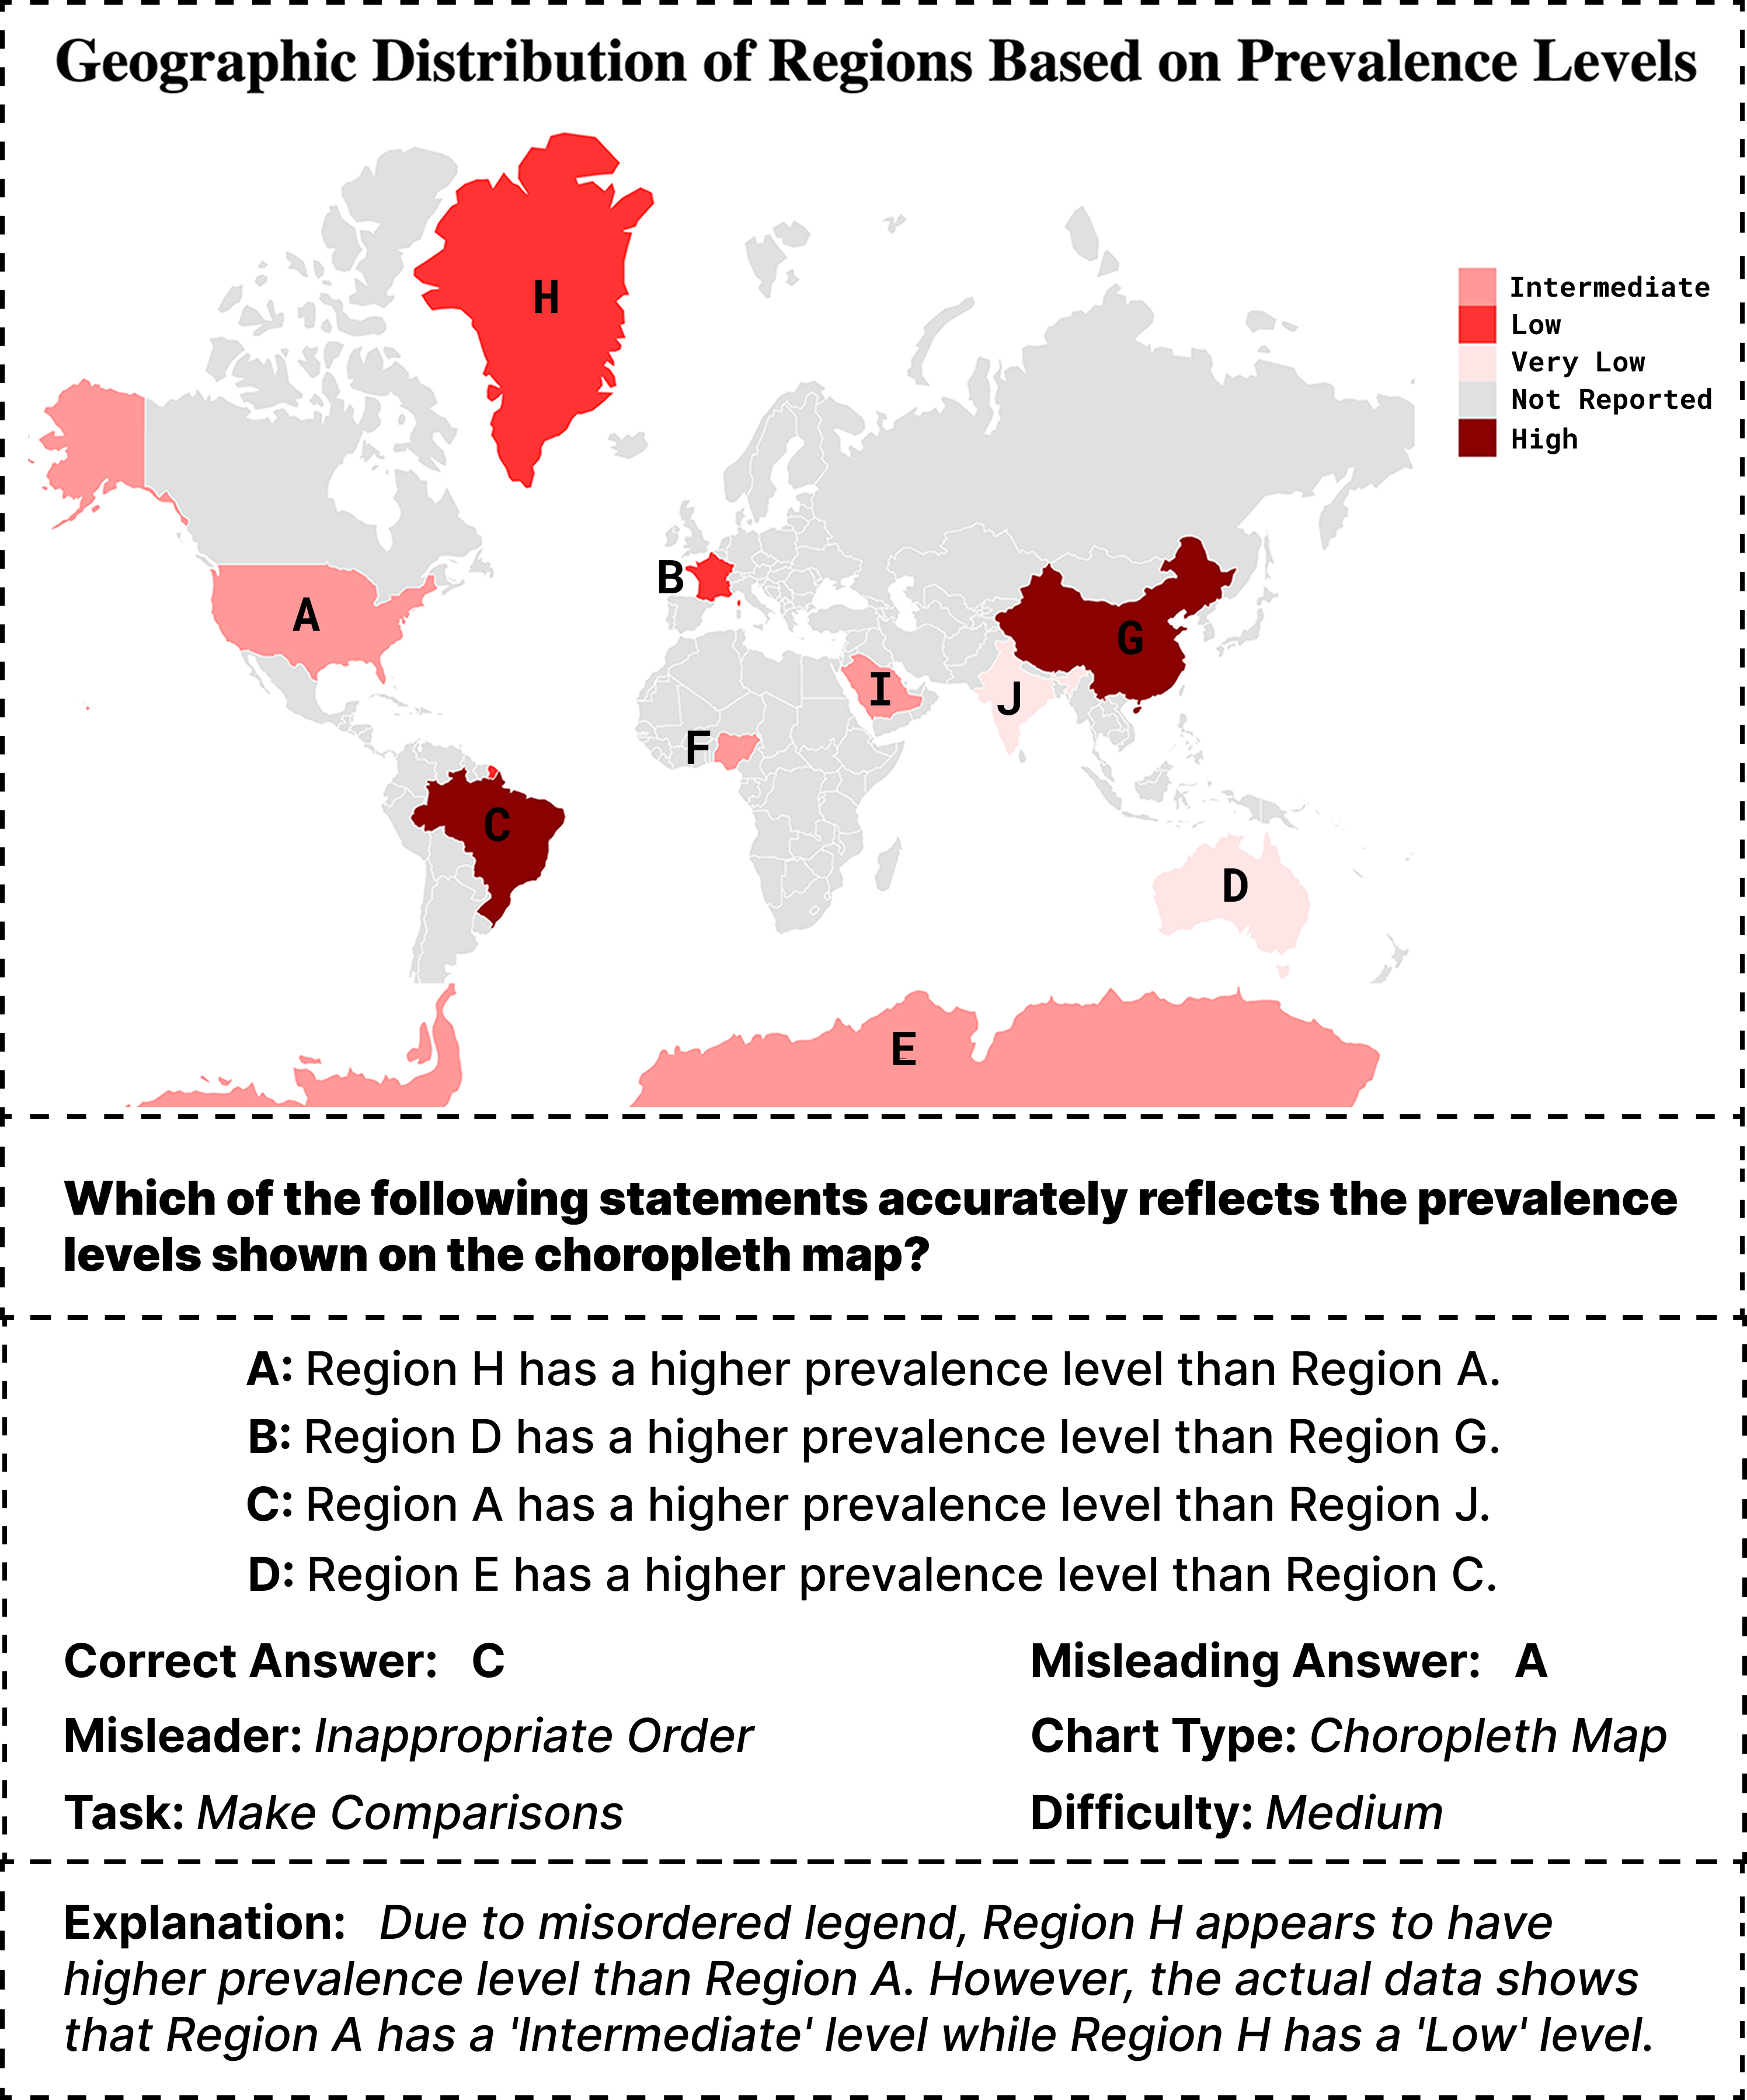 Geographic Distribution of Regions Based on Prevalence Levels
H
Intermediate
Low
Very Low
Not Reported
High
B
A
G
I
J
F
C
D
E
Which of the following statements accurately reflects the prevalence
levels shown on the choropleth map?
A: Region H has a higher prevalence level than Region A.
B: Region D has a higher prevalence level than Region G.
C: Region A has a higher prevalence level than Region J.
D: Region E has a higher prevalence level than Region C.
Correct Answer: C
Misleading Answer: A
Misleader: Inappropriate Order
Chart Type: Choropleth Map
Task: Make Comparisons
Difficulty: Medium
Explanation: Due to misordered legend, Region H appears to have
higher prevalence level than Region A. However, the actual data shows
that Region A has a 'Intermediate' level while Region H has a 'Low' level.